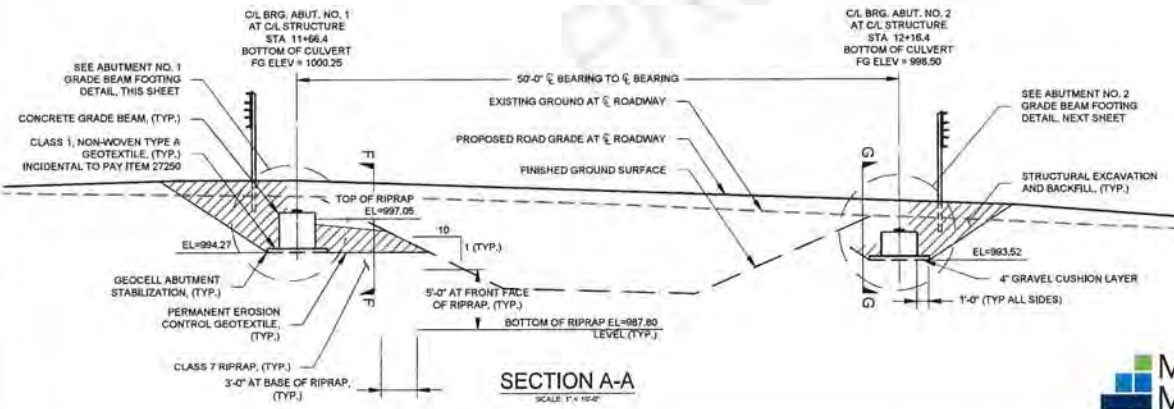 C/L BRG. ABUT. NO. 1
AT C/L STRUCTURE
STA 11+66.4
BOTTOM OF CULVERT
FG ELEV = 1000.25
C/L BRG. ABUT. NO. 2
AT C/L STRUCTURE
STA 12+16.4
BOTTOM OF CULVERT
FG ELEV = 998.50
SEE ABUTMENT NO. 1
GRADE BEAM FOOTING
DETAIL, THIS SHEET
CONCRETE GRADE BEAM, (TYP.)
CLASS 1, NON-WOVEN TYPE A
GEOTEXTILE, (TYP.)
INCIDENTAL TO PAY ITEM 27250
50'-0" ℄ BEARING TO ℄ BEARING
EXISTING GROUND AT ℄ ROADWAY
PROPOSED ROAD GRADE AT ℄ ROADWAY
FINISHED GROUND SURFACE
SEE ABUTMENT NO. 2
GRADE BEAM FOOTING
DETAIL, NEXT SHEET
STRUCTURAL EXCAVATION
AND BACKFILL, (TYP.)
F
G
TOP OF RIPRAP
EL=997.05
10
1 (TYP.)
EL=994.27
EL=993.52
GEOCELL ABUTMENT
STABILIZATION, (TYP.)
F
5'-0" AT FRONT FACE
OF RIPRAP, (TYP.)
G
4" GRAVEL CUSHION LAYER
1'-0" (TYP ALL SIDES)
PERMANENT EROSION
CONTROL GEOTEXTILE,
(TYP.)
BOTTOM OF RIPRAP EL=987.80
LEVEL (TYP.)
CLASS 7 RIPRAP, (TYP.)
3'-0" AT BASE OF RIPRAP,
(TYP.)
SECTION A-A
SCALE: 1" = 10'-0"
M
M